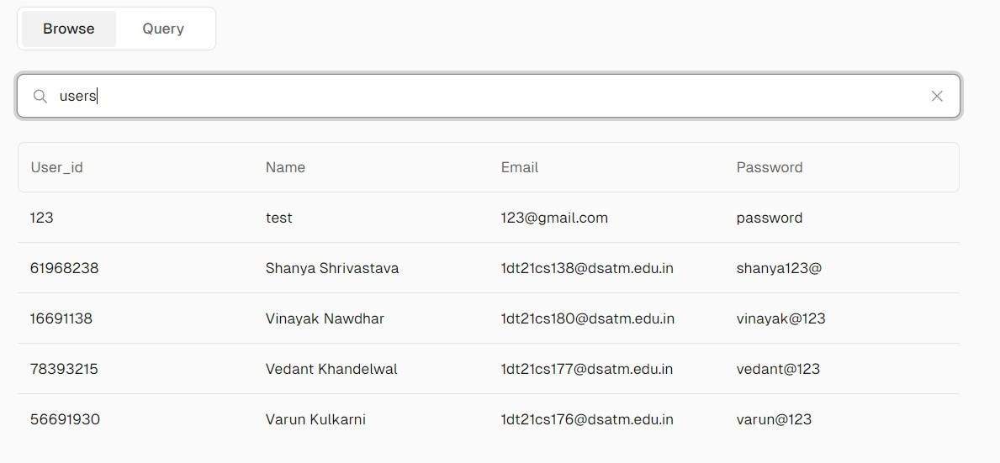 Browse Query
users
User_id Name Email Password
123 test 123@gmail.com password
61968238 Shanya Shrivastava 1dt21cs138@dsatm.edu.in shanya123@
16691138 Vinayak Nawdhar 1dt21cs180@dsatm.edu.in vinayak@123
78393215 Vedant Khandelwal 1dt21cs177@dsatm.edu.in vedant@123
56691930 Varun Kulkarni 1dt21cs176@dsatm.edu.in varun@123